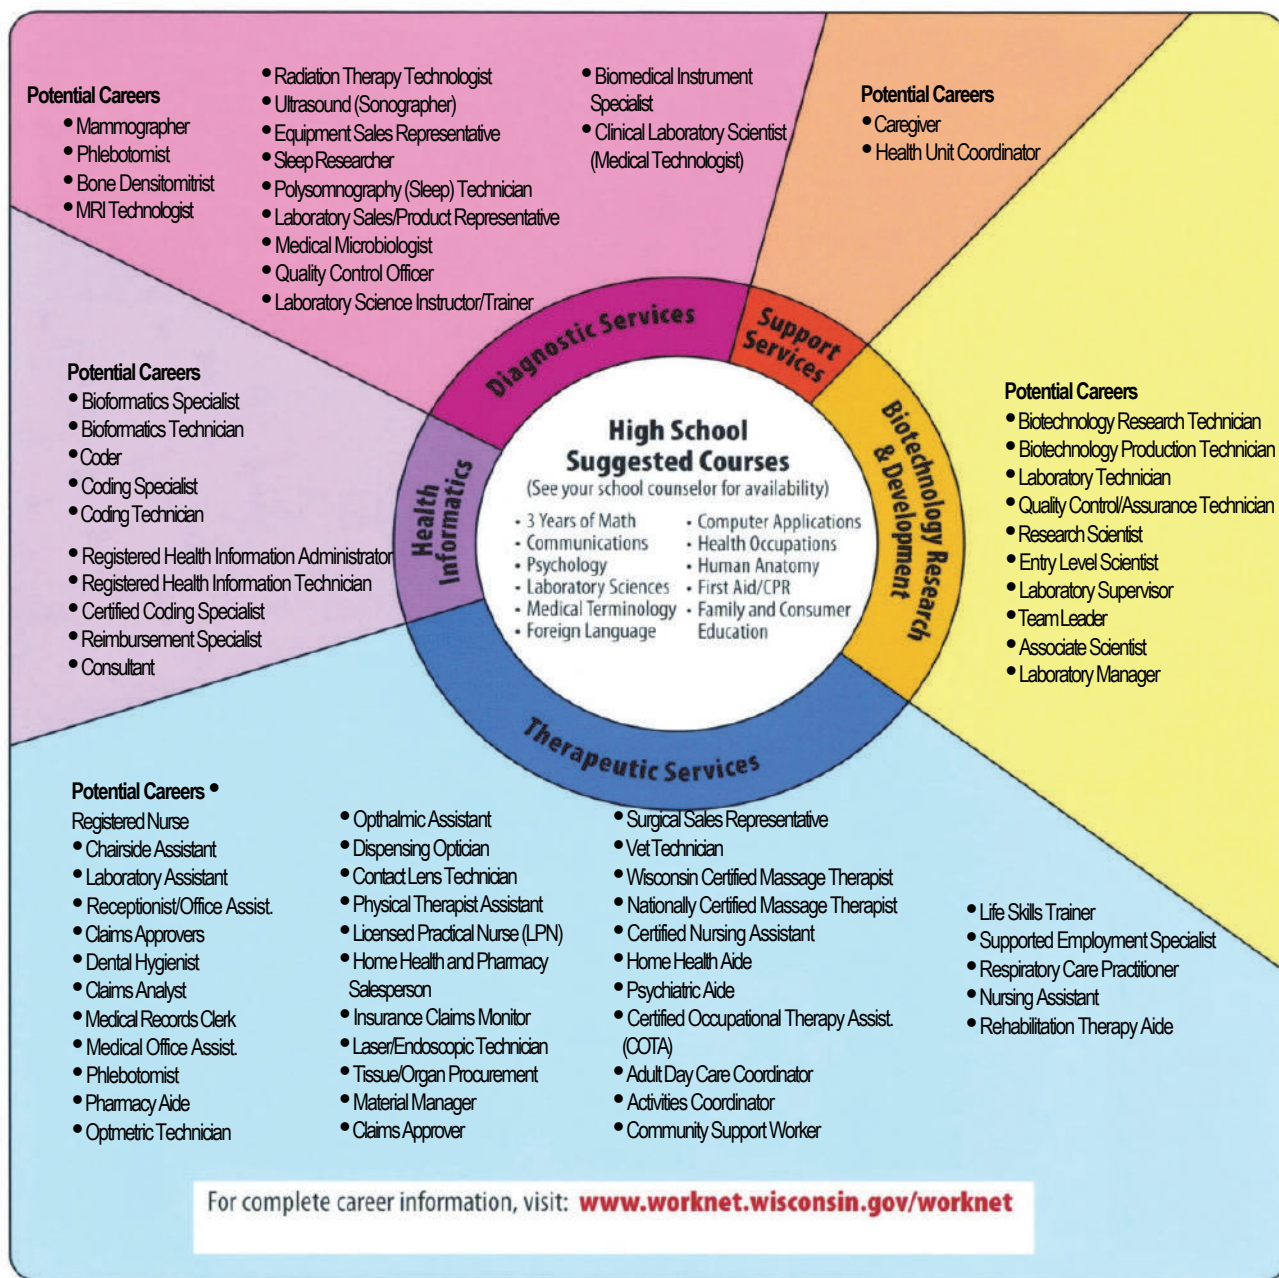 Potential Careers
• Mammographer
• Phlebotomist
• Bone Densitomitrist
• MRI Technologist
• Radiation Therapy Technologist
• Ultrasound (Sonographer)
• Equipment Sales Representative
• Sleep Researcher
• Polysomnography (Sleep) Technician
• Laboratory Sales/Product Representative
• Medical Microbiologist
• Quality Control Officer
• Laboratory Science Instructor/Trainer
• Biomedical Instrument
Specialist
• Clinical Laboratory Scientist
(Medical Technologist)
Potential Careers
• Caregiver
• Health Unit Coordinator
Diagnostic Services
Support
Services
Biotechnology Research
& Development
Health
Informatics
Therapeutic Services
High School
Suggested Courses
(See your school counselor for availability)
• 3 Years of Math
• Communications
• Psychology
• Laboratory Sciences
• Medical Terminology
• Foreign Language
• Computer Applications
• Health Occupations
• Human Anatomy
• First Aid/CPR
• Family and Consumer
Education
Potential Careers
• Bioformatics Specialist
• Bioformatics Technician
• Coder
• Coding Specialist
• Coding Technician
• Registered Health Information Administrator
• Registered Health Information Technician
• Certified Coding Specialist
• Reimbursement Specialist
• Consultant
Potential Careers
• Biotechnology Research Technician
• Biotechnology Production Technician
• Laboratory Technician
• Quality Control/Assurance Technician
• Research Scientist
• Entry Level Scientist
• Laboratory Supervisor
• Team Leader
• Associate Scientist
• Laboratory Manager
Potential Careers •
Registered Nurse
• Chairside Assistant
• Laboratory Assistant
• Receptionist/Office Assist.
• Claims Approvers
• Dental Hygienist
• Claims Analyst
• Medical Records Clerk
• Medical Office Assist.
• Phlebotomist
• Pharmacy Aide
• Optmetric Technician
• Opthalmic Assistant
• Dispensing Optician
• Contact Lens Technician
• Physical Therapist Assistant
• Licensed Practical Nurse (LPN)
• Home Health and Pharmacy
Salesperson
• Insurance Claims Monitor
• Laser/Endoscopic Technician
• Tissue/Organ Procurement
• Material Manager
• Claims Approver
• Surgical Sales Representative
• Vet Technician
• Wisconsin Certified Massage Therapist
• Nationally Certified Massage Therapist
• Certified Nursing Assistant
• Home Health Aide
• Psychiatric Aide
• Certified Occupational Therapy Assist.
(COTA)
• Adult Day Care Coordinator
• Activities Coordinator
• Community Support Worker
• Life Skills Trainer
• Supported Employment Specialist
• Respiratory Care Practitioner
• Nursing Assistant
• Rehabilitation Therapy Aide
For complete career information, visit: www.worknet.wisconsin.gov/worknet